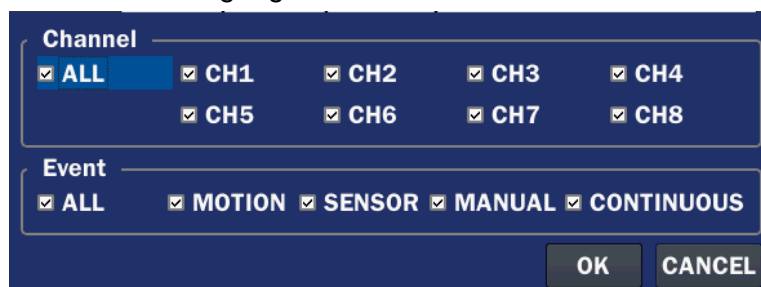 Channel
ALL CH1 CH2 CH3 CH4
CH5 CH6 CH7 CH8
Event
ALL MOTION SENSOR MANUAL CONTINUOUS
OK CANCEL